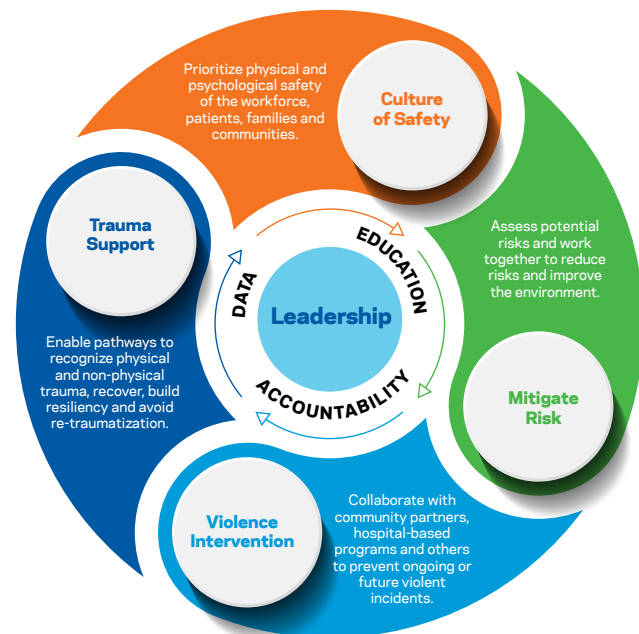 Prioritize physical and
psychological safety
of the workforce,
patients, families and
communities.
Culture
of Safety
Assess potential
risks and work
together to reduce
risks and improve
the environment.
Mitigate
Risk
Collaborate with
community partners,
hospital-based
programs and others
to prevent ongoing or
future violent
incidents.
Violence
Intervention
Trauma
Support
Enable pathways to
recognize physical
and non-physical
trauma, recover, build
resiliency and avoid
re-traumatization.
DATA
EDUCATION
ACCOUNTABILITY
Leadership